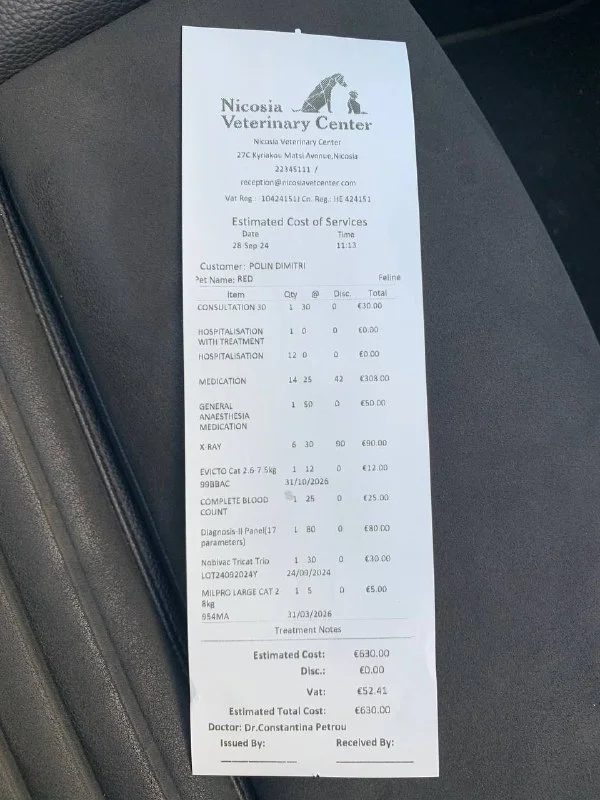 Nicosia
Veterinary Center
Nicosia Veterinary Center
27C Kyriakou Matsi Avenue,Nicosia
22345111 /
reception@nicosiavetcenter.com
Vat Reg : 10424151J Co. Reg.: HE 424151
Estimated Cost of Services
Date Time
28 Sep 24 11:13
Customer: POLIN DIMITRI
Pet Name: RED Feline
Item Qty @ Disc. Total
CONSULTATION 30 1 30 0 €30.00
HOSPITALISATION 1 0 0 €0.00
WITH TREATMENT
HOSPITALISATION 12 0 0 €0.00
MEDICATION 14 25 42 €308.00
GENERAL 1 50 0 €50.00
ANAESTHESIA
MEDICATION
X RAY 6 30 90 €90.00
EVICTO Cat 2.6-7.5kg 1 12 0 €12.00
99BBAC 31/10/2026
COMPLETE BLOOD 1 25 0 €25.00
COUNT
Diagnosis-II Panel(17 1 80 0 €80.00
parameters)
Nobivac Tricat Trio 1 30 0 €30.00
LOT24092024Y 24/09/2024
MILPRO LARGE CAT 2 1 5 0 €5.00
8kg
954MA 31/03/2026
Treatment Notes
Estimated Cost: €630.00
Disc.: €0.00
Vat: €52.41
Estimated Total Cost: €630.00
Doctor: Dr.Constantina Petrou
Issued By: Received By: